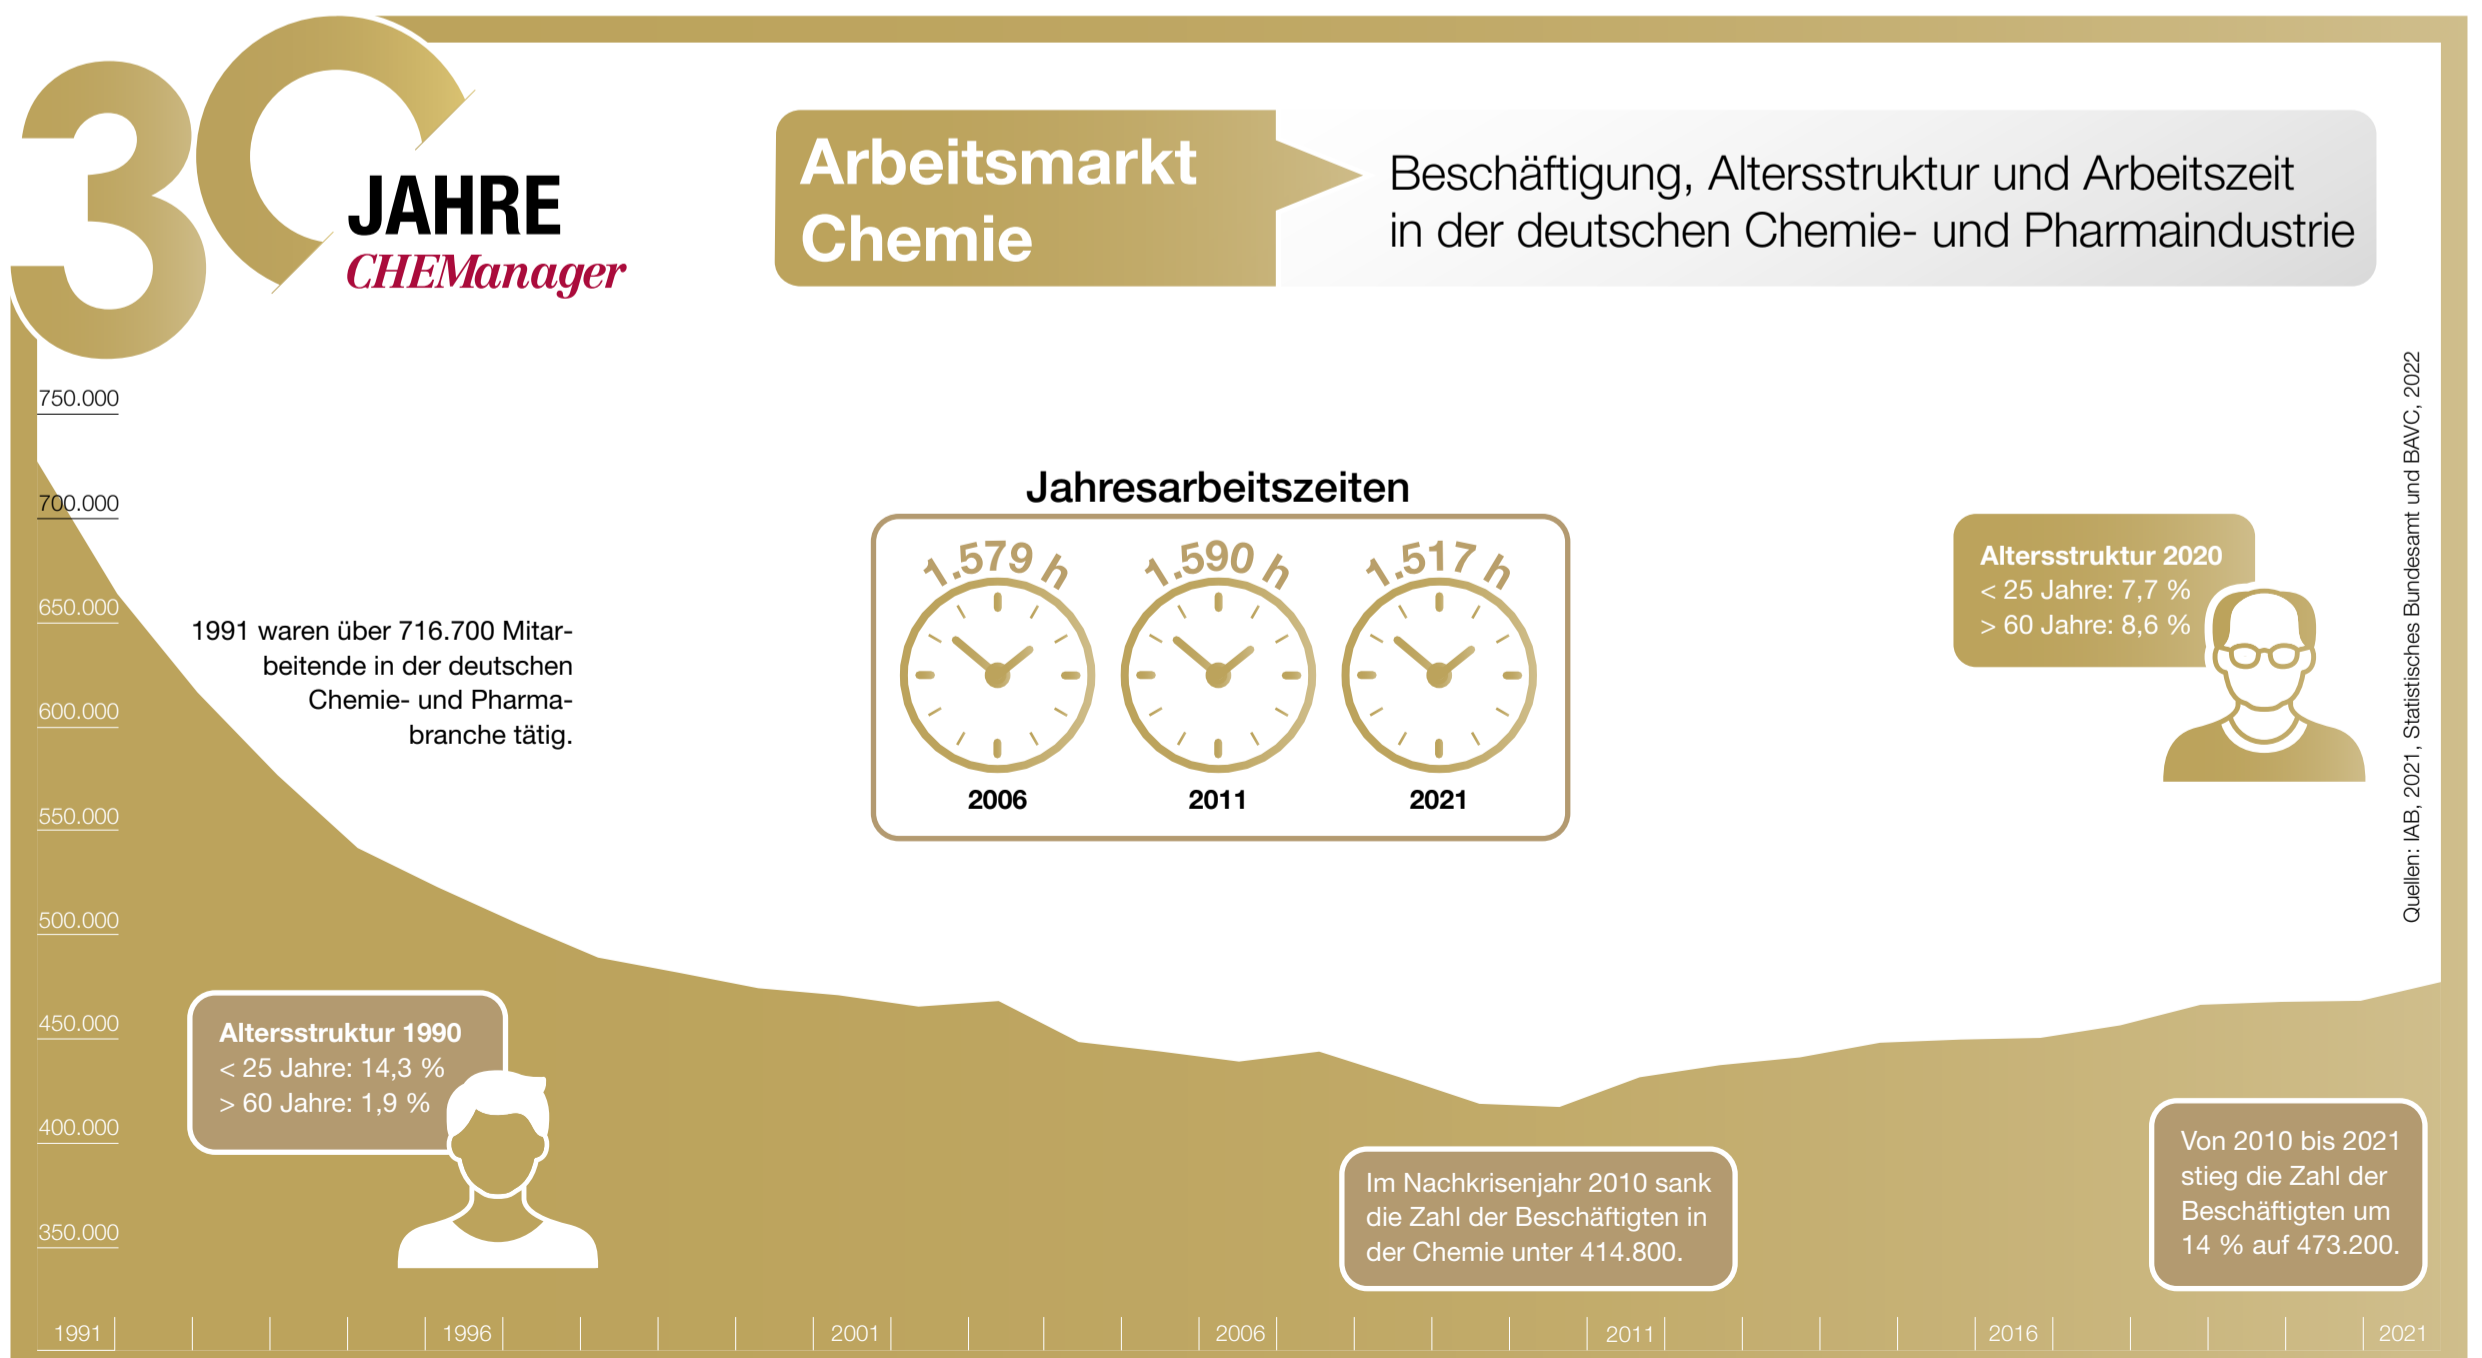 30
JAHRE
CHEManager
Arbeitsmarkt
Chemie
Beschäftigung, Altersstruktur und Arbeitszeit
in der deutschen Chemie- und Pharmaindustrie
750.000
700.000
650.000
600.000
550.000
500.000
450.000
400.000
350.000
1991 waren über 716.700 Mitar-
beitende in der deutschen
Chemie- und Pharma-
branche tätig.
Jahresarbeitszeiten
1.579 h
1.590 h
1.517 h
2006
2011
2021
Altersstruktur 2020
< 25 Jahre: 7,7 %
> 60 Jahre: 8,6 %
Quellen: IAB, 2021, Statistisches Bundesamt und BAVC, 2022
Altersstruktur 1990
< 25 Jahre: 14,3 %
> 60 Jahre: 1,9 %
Im Nachkrisenjahr 2010 sank
die Zahl der Beschäftigten in
der Chemie unter 414.800.
Von 2010 bis 2021
stieg die Zahl der
Beschäftigten um
14 % auf 473.200.
1991
1996
2001
2006
2011
2016
2021